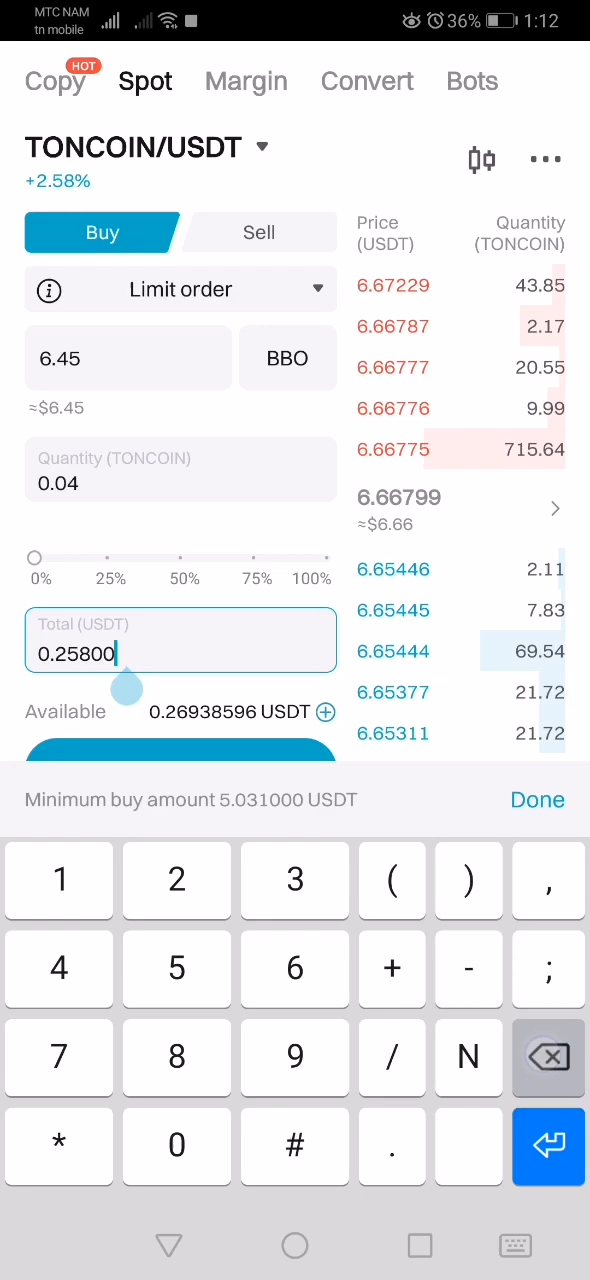 MTC NAM
tn mobile
36% 1:12
Copy HOT Spot Margin Convert Bots
TONCOIN/USDT
+2.58%
Buy Sell
Limit order
6.45 BBO
≈$6.45
Quantity (TONCOIN)
0.04
0% 25% 50% 75% 100%
Total (USDT)
0.25800
Available 0.26938596 USDT
Price (USDT) Quantity (TONCOIN)
6.67229 43.85
6.66787 2.17
6.66777 20.55
6.66776 9.99
6.66775 715.64
6.66799
≈$6.66
6.65446 2.11
6.65445 7.83
6.65444 69.54
6.65377 21.72
6.65311 21.72
Minimum buy amount 5.031000 USDT Done
1 2 3 ( ) ,
4 5 6 + - ;
7 8 9 / N
* 0 # .